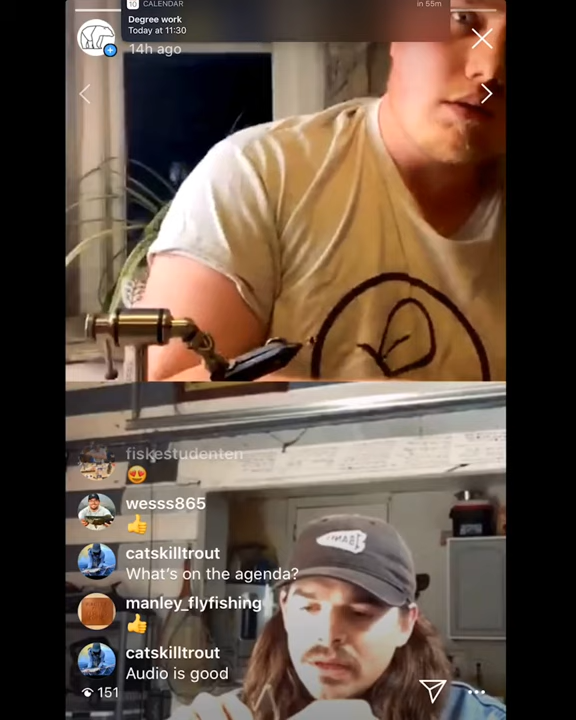 10 CALENDAR
in 55m
Degree work
Today at 11:30
14h ago
fiskestudenten
😍
wesss865
👍
catskilltrout
What's on the agenda?
manley_flyfishing
👍
catskilltrout
Audio is good
151